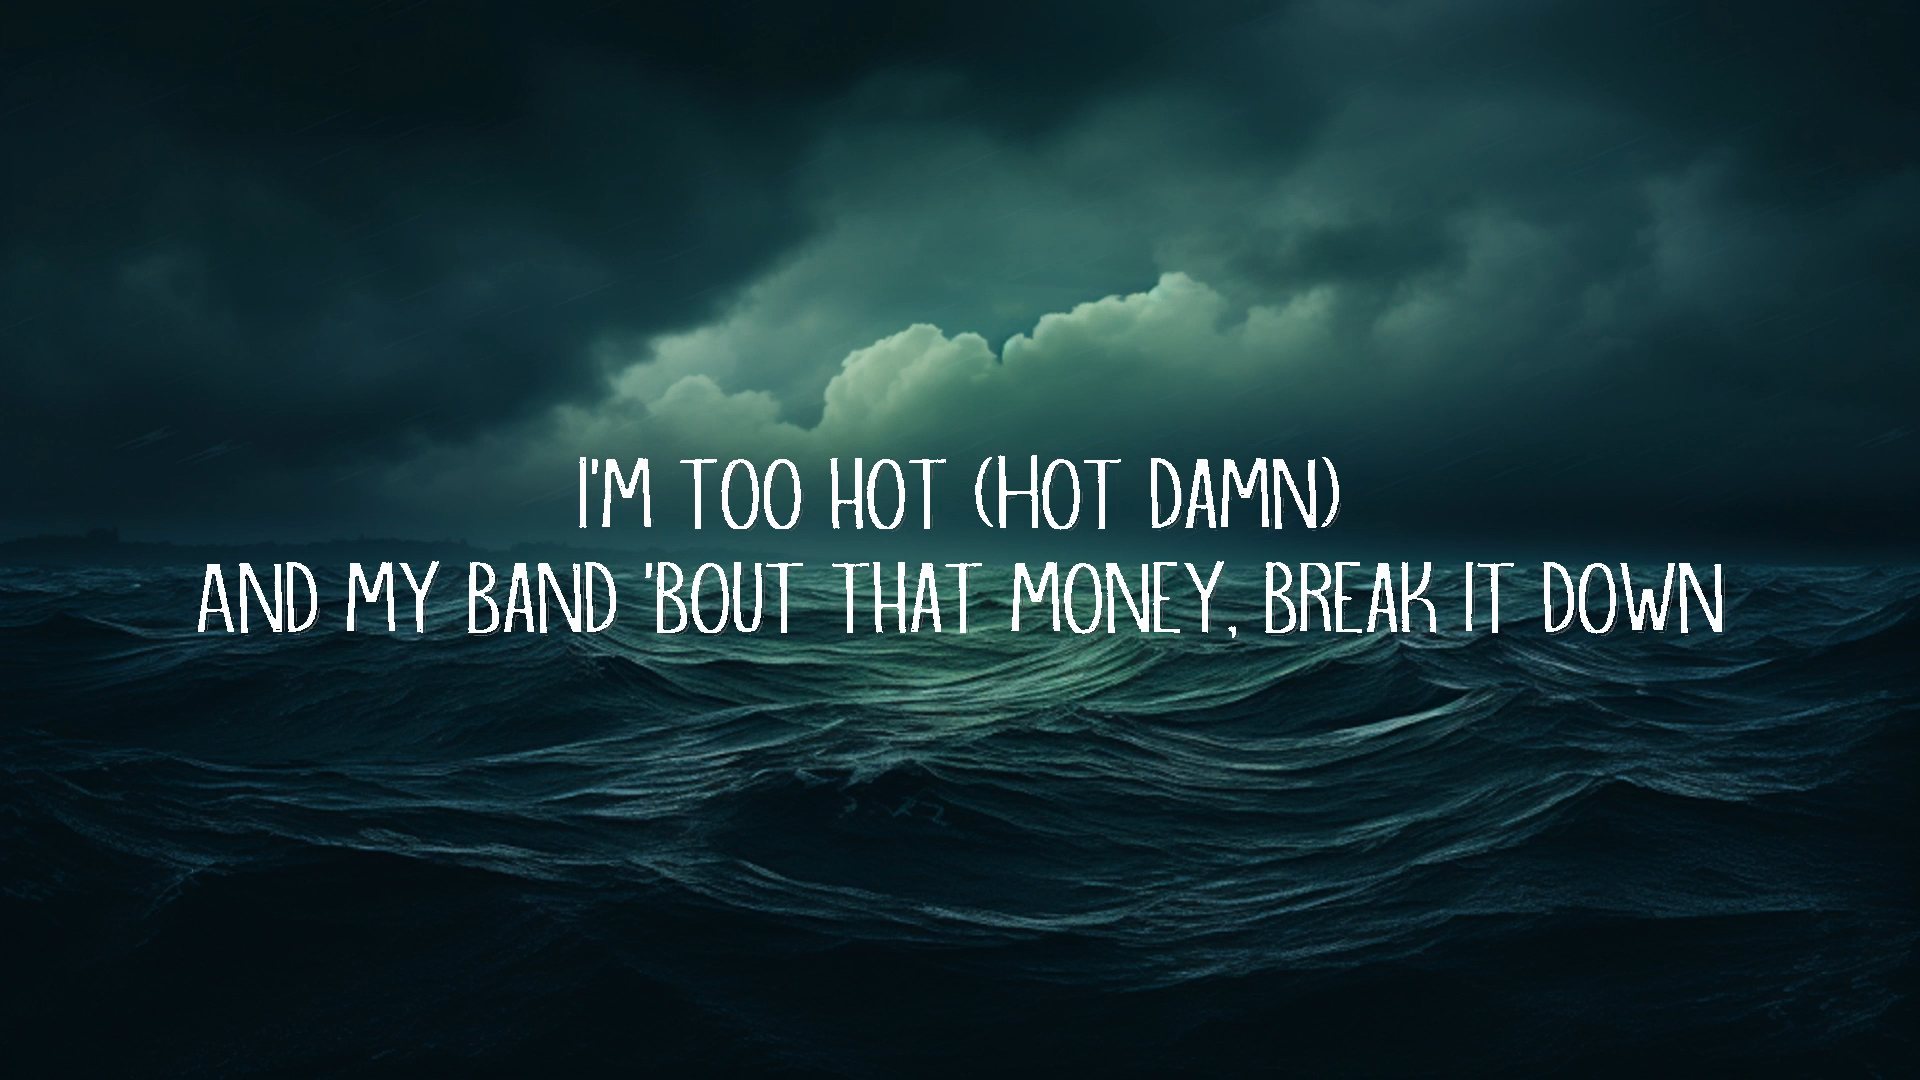 I'M TOO HOT (HOT DAMN)
AND MY BAND 'BOUT THAT MONEY, BREAK IT DOWN